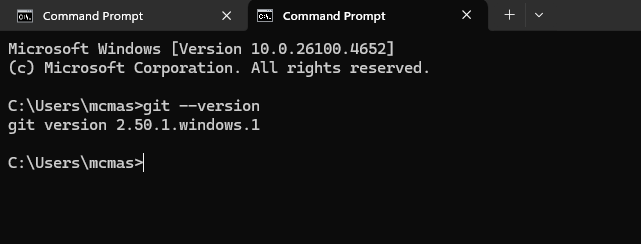 Command Prompt
Command Prompt
Microsoft Windows [Version 10.0.26100.4652]
(c) Microsoft Corporation. All rights reserved.
C:\Users\mcmas>git --version
git version 2.50.1.windows.1
C:\Users\mcmas>